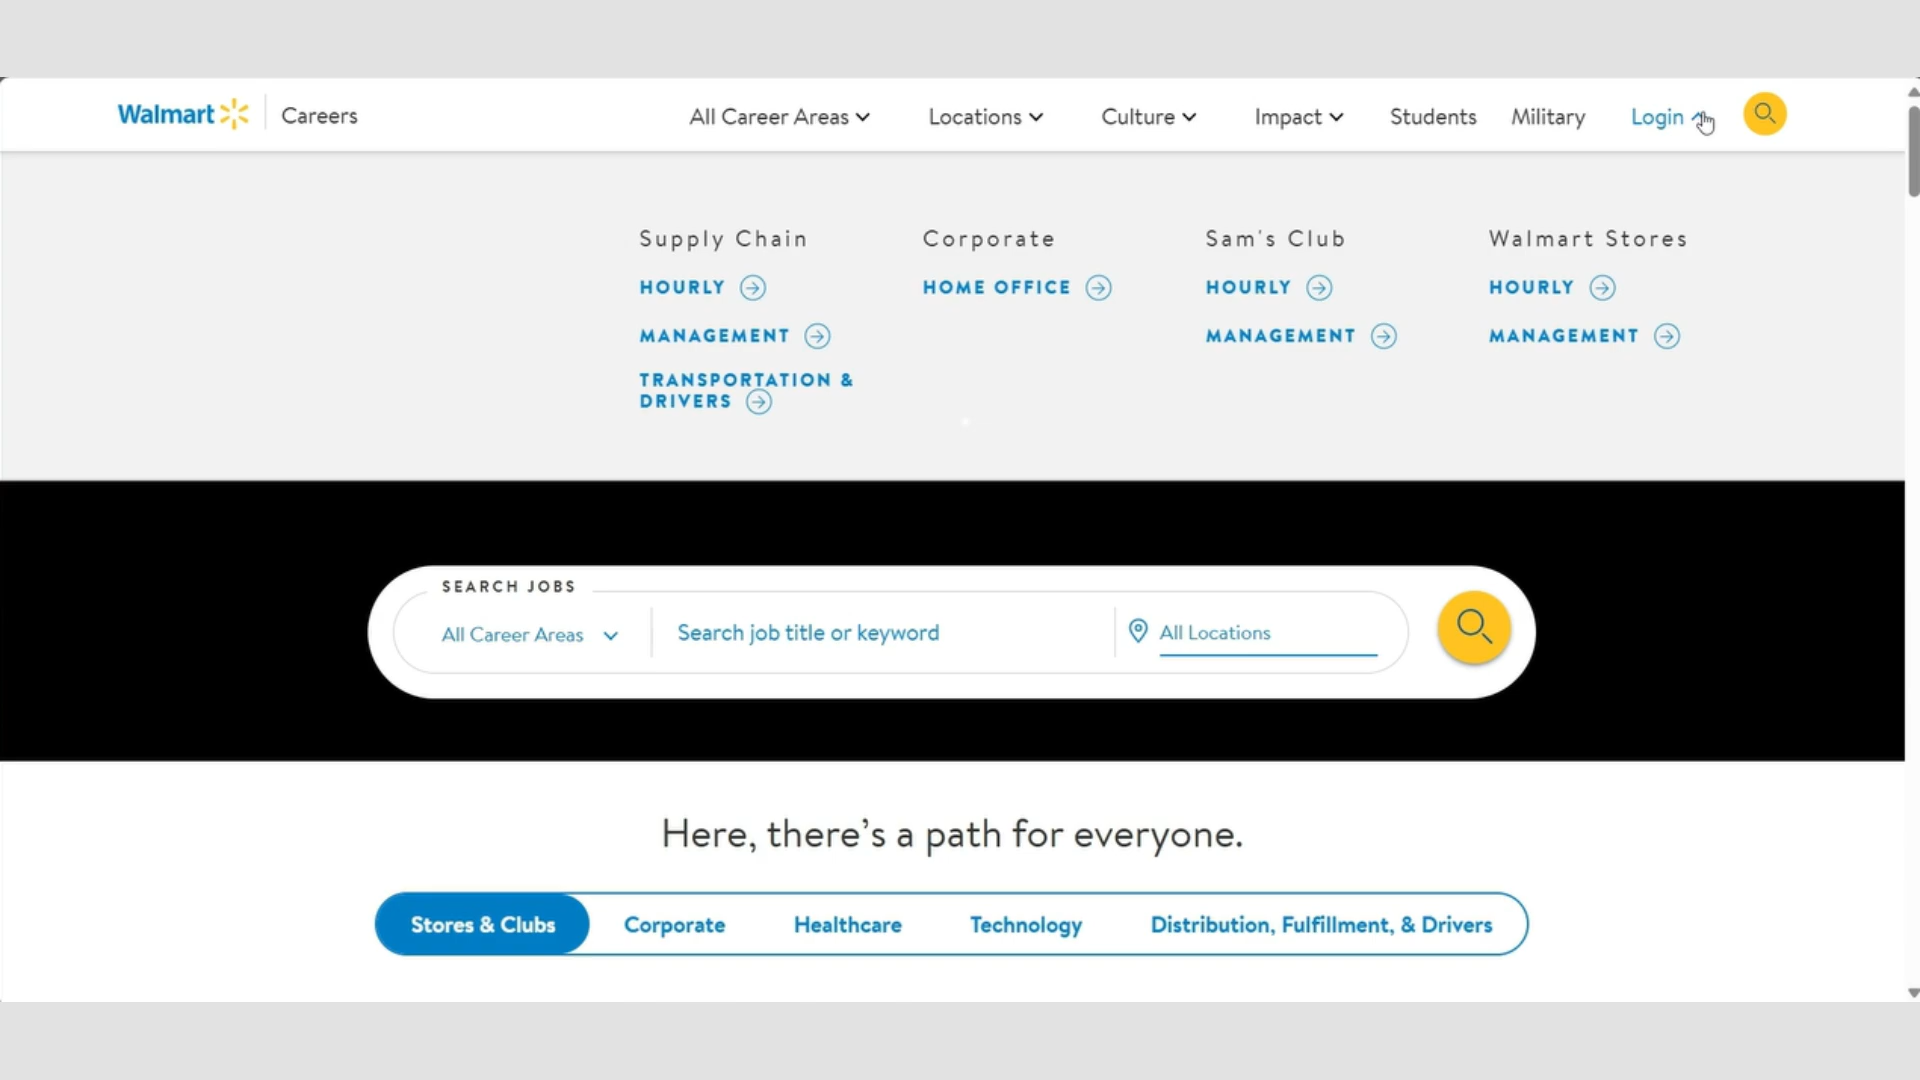 Walmart Careers All Career Areas Locations Culture Impact Students Military Login
Supply Chain Corporate Sam's Club Walmart Stores
HOURLY HOME OFFICE HOURLY HOURLY
MANAGEMENT MANAGEMENT MANAGEMENT
TRANSPORTATION &
DRIVERS
SEARCH JOBS
All Career Areas Search job title or keyword All Locations
Here, there’s a path for everyone.
Stores & Clubs Corporate Healthcare Technology Distribution, Fulfillment, & Drivers